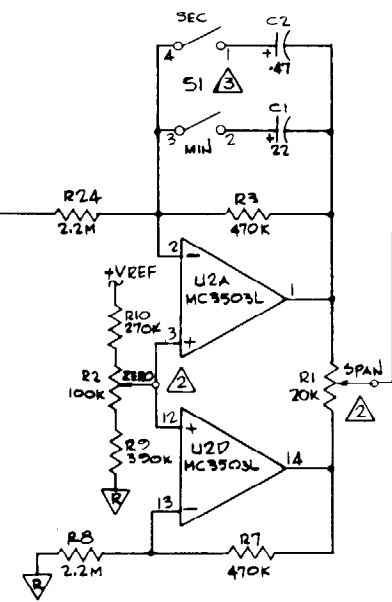 SEC
C2
4
1
+
.47
S1
3
C1
3
2
+
22
MIN
R24
R3
2.2M
470K
2
-
+VREF
U2A
1
MC3503L
R10
270K
3
+
R2
ZERO
2
100K
R1
SPAN
20K
2
12
+
R9
390K
U2D
14
MC3503L
R
13
-
R8
R7
2.2M
470K
R